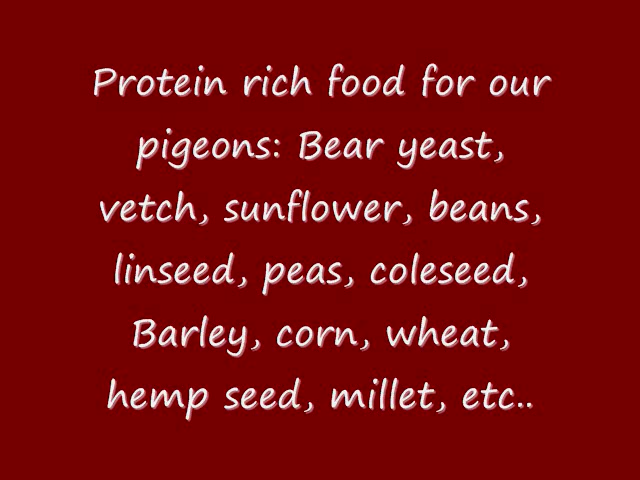 Protein rich food for our
pigeons: Bear yeast,
vetch, sunflower, beans,
linseed, peas, coleseed,
Barley, corn, wheat,
hemp seed, millet, etc..